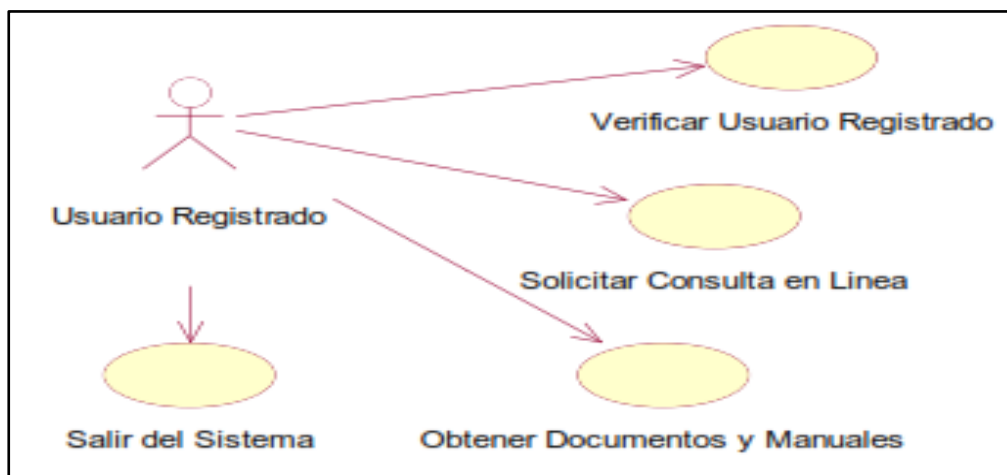 Verificar Usuario Registrado
Usuario Registrado
Solicitar Consulta en Linea
Salir del Sistema
Obtener Documentos y Manuales